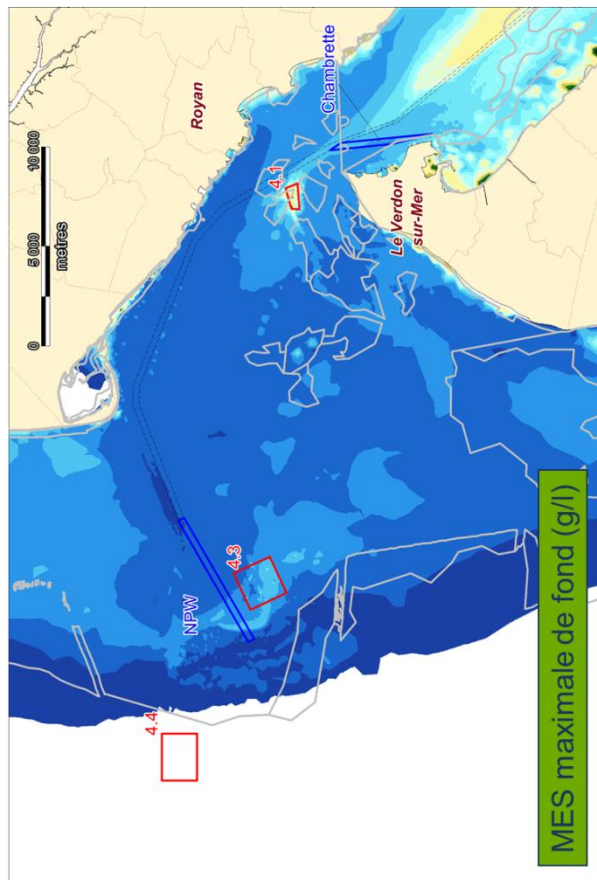 Royan
Chambrette
4.1
0 5 000 10 000
metres
Le Verdon
sur-Mer
NPW
4.3
4.4
MES maximale de fond (g/l)